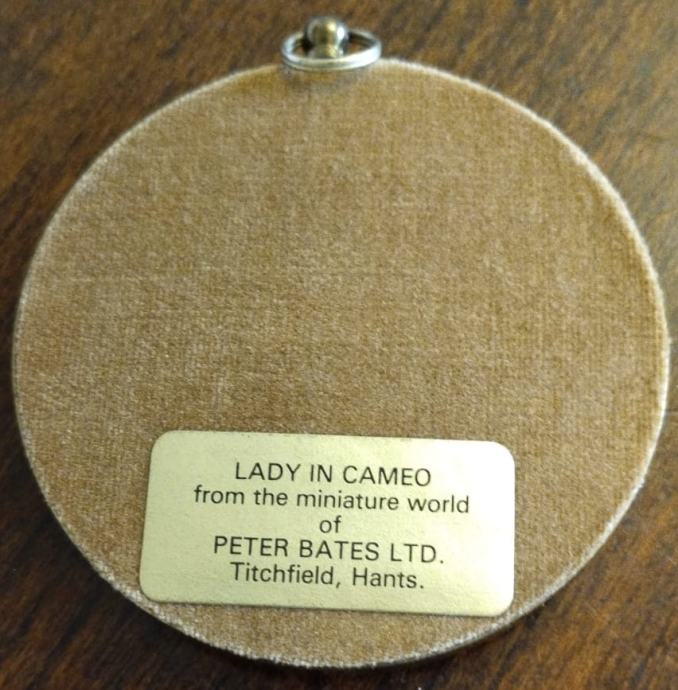 LADY IN CAMEO
from the miniature world
of
PETER BATES LTD.
Titchfield, Hants.